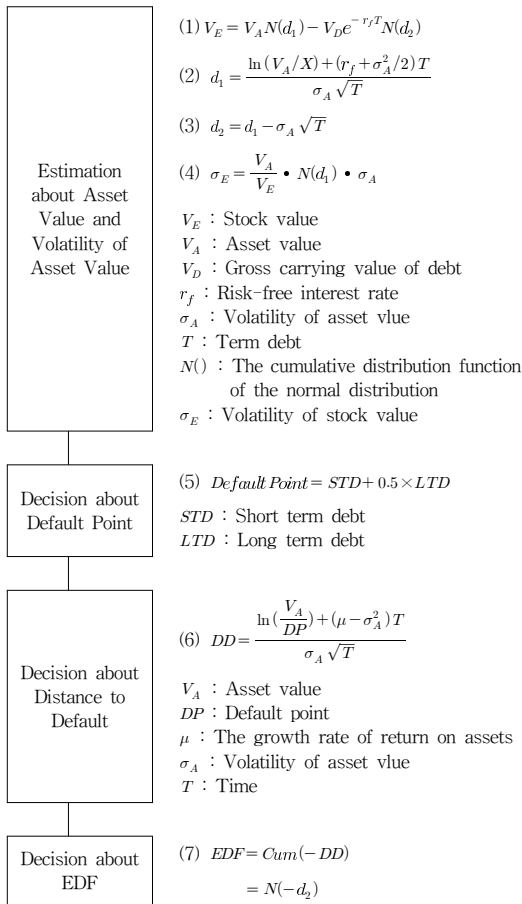 Estimation
about Asset
Value and
Volatility of
Asset Value
(1) V_E = V_A N(d_1) − V_D e^{− r_f T} N(d_2)
(2) d_1 = \frac{ln (V_A/X) + (r_f + σ_A^2/2) T}{σ_A √T}
(3) d_2 = d_1 − σ_A √T
(4) σ_E = \frac{V_A}{V_E} • N(d_1) • σ_A
V_E : Stock value
V_A : Asset value
V_D : Gross carrying value of debt
r_f : Risk-free interest rate
σ_A : Volatility of asset vlue
T : Term debt
N() : The cumulative distribution function
of the normal distribution
σ_E : Volatility of stock value
Decision about
Default Point
(5) Default Point = STD + 0.5 × LTD
STD : Short term debt
LTD : Long term debt
Decision about
Distance to
Default
(6) DD = \frac{ln (\frac{V_A}{DP}) + (μ − σ_A^2) T}{σ_A √T}
V_A : Asset value
DP : Default point
μ : The growth rate of return on assets
σ_A : Volatility of asset vlue
T : Time
Decision about
EDF
(7) EDF = Cum(− DD)
= N(− d_2)